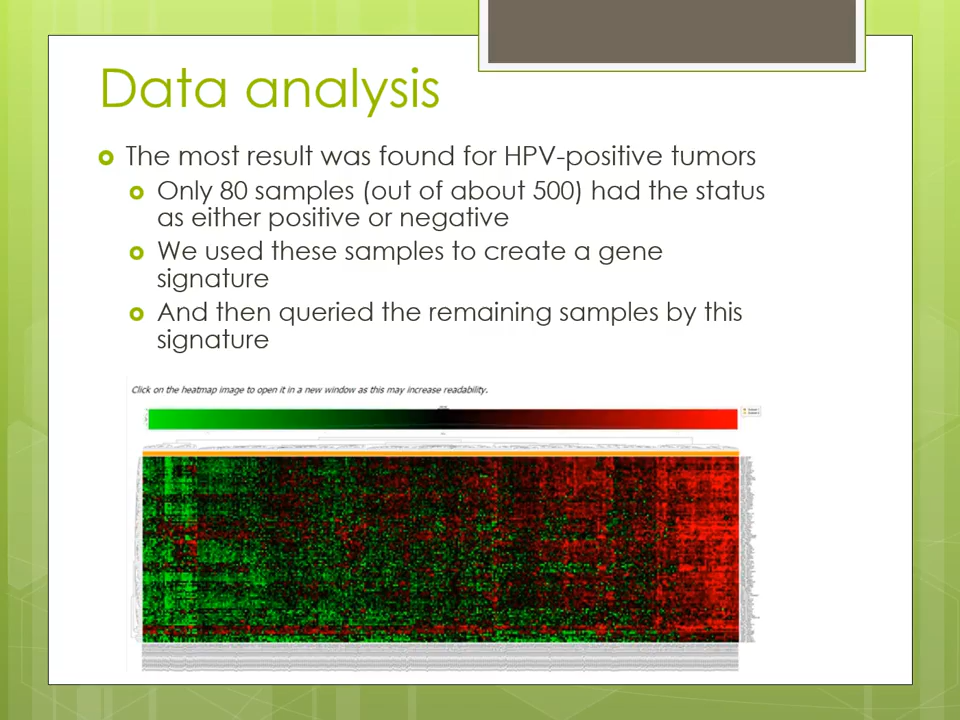 Data analysis
The most result was found for HPV-positive tumors
Only 80 samples (out of about 500) had the status
as either positive or negative
We used these samples to create a gene
signature
And then queried the remaining samples by this
signature
Click on the heatmap image to open it in a new window as this may increase readability.